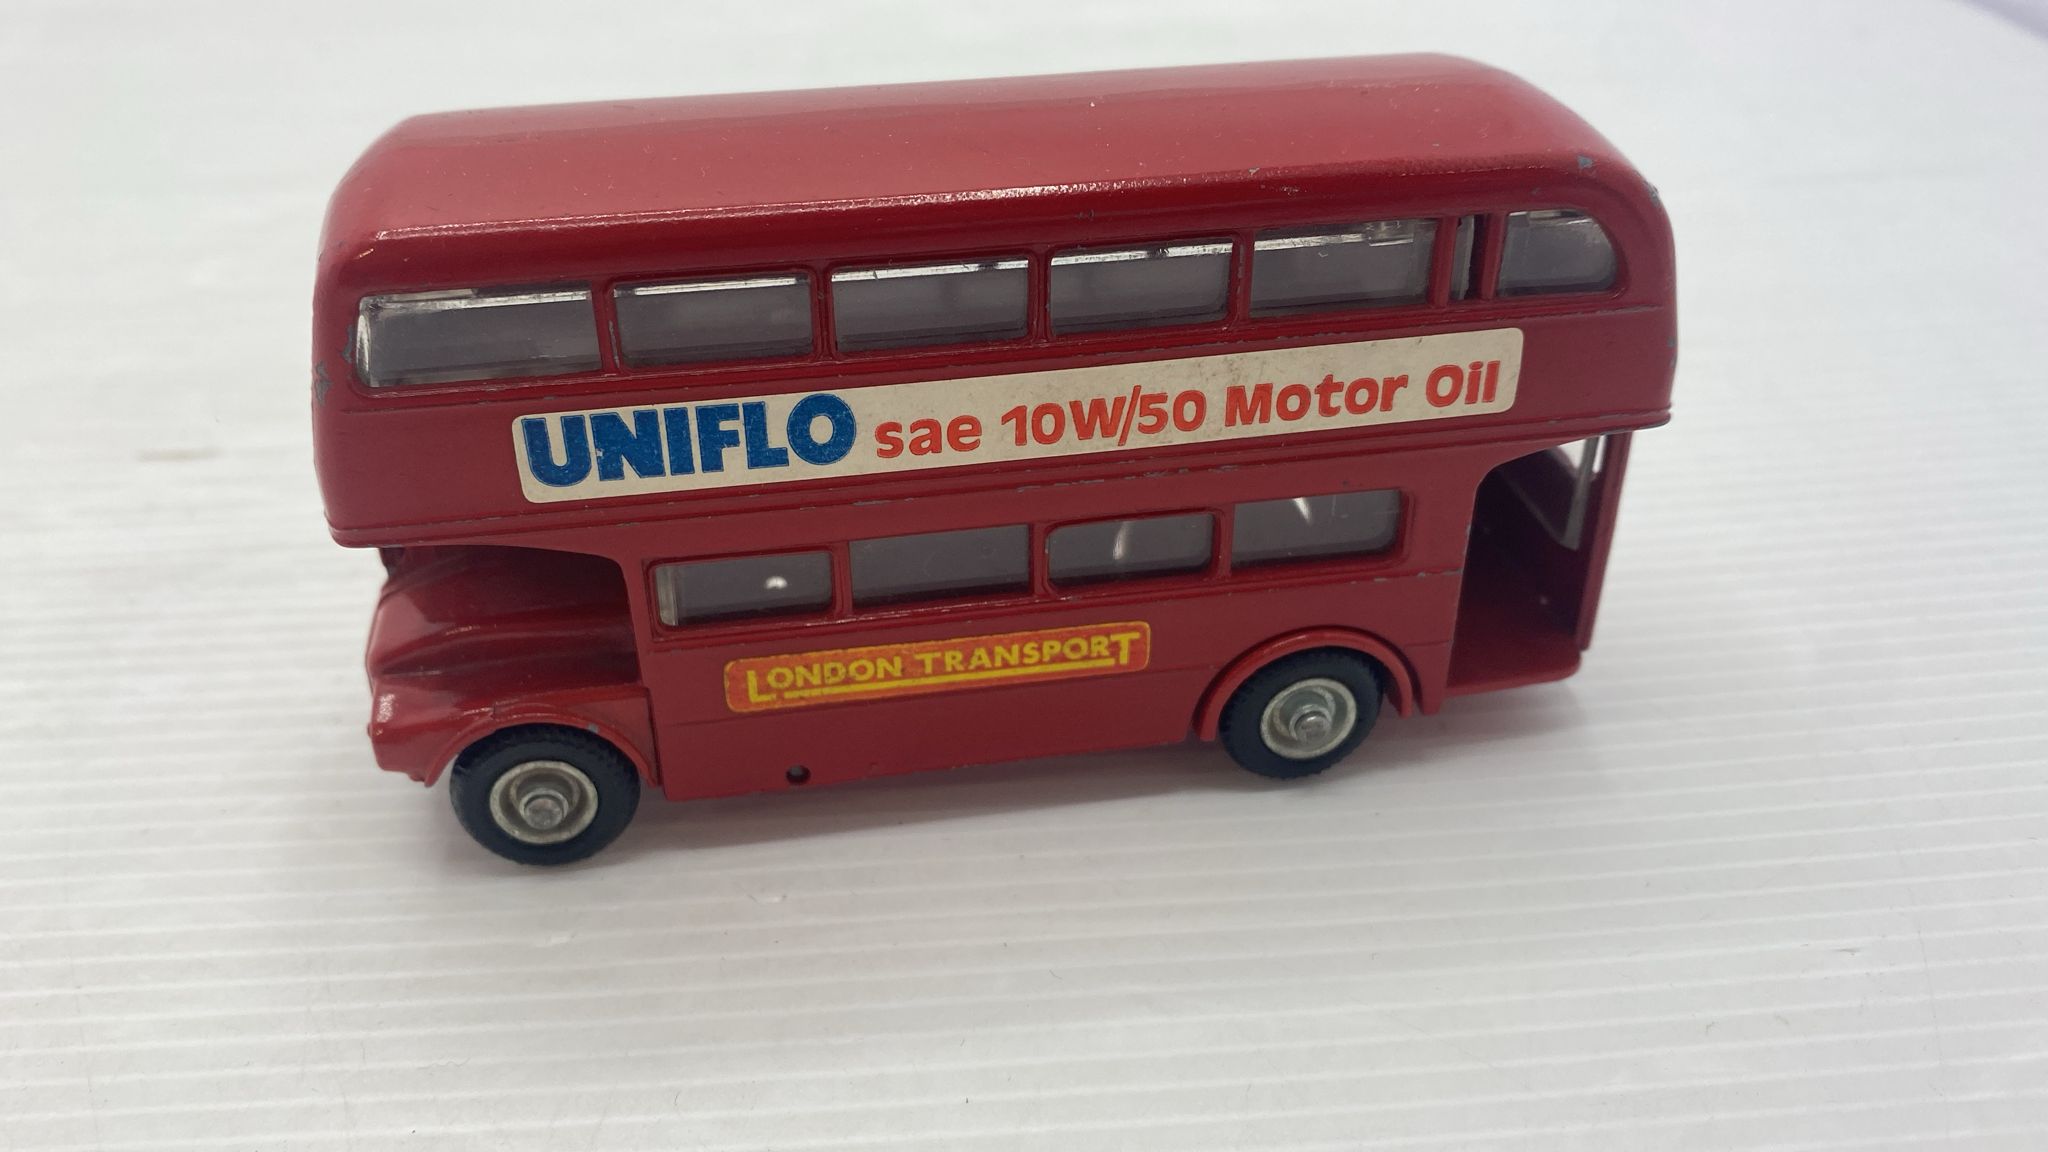 UNIFLO sae 10W/50 Motor Oil
LONDON TRANSPORT